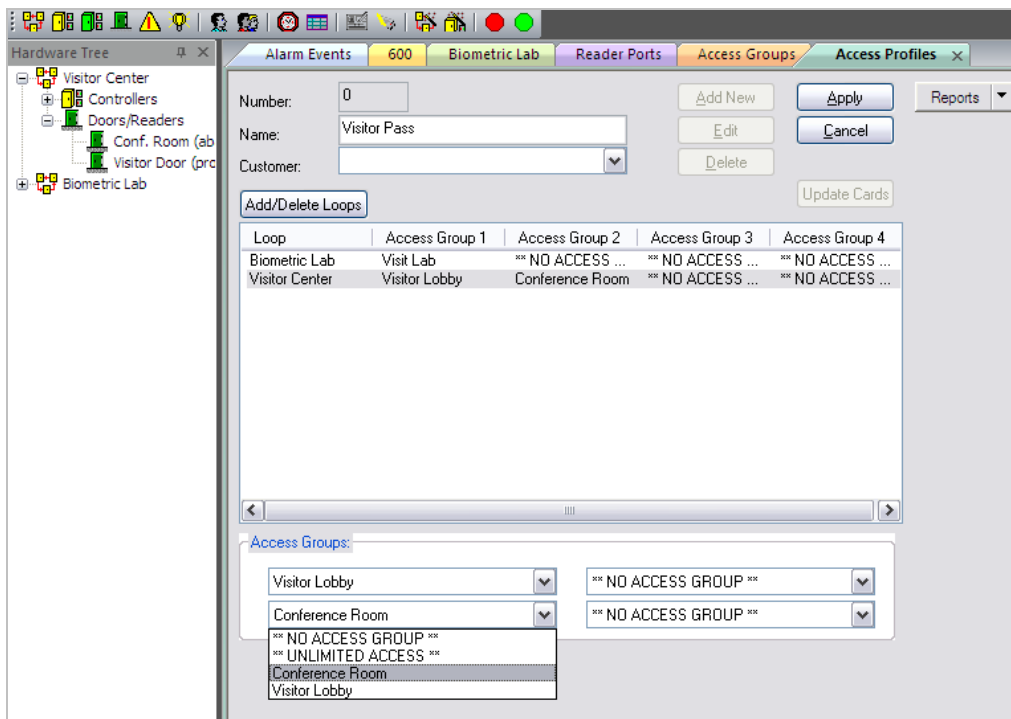 Hardware Tree
Visitor Center
Controllers
Doors/Readers
Conf. Room (ab
Visitor Door (pro
Biometric Lab
Alarm Events 600 Biometric Lab Reader Ports Access Groups Access Profiles
Number: 0 Add New Apply Reports
Name: Visitor Pass Edit Cancel
Customer: Delete
Add/Delete Loops Update Cards
Loop Access Group 1 Access Group 2 Access Group 3 Access Group 4
Biometric Lab Visit Lab ** NO ACCESS ... ** NO ACCESS ... ** NO ACCESS ...
Visitor Center Visitor Lobby Conference Room ** NO ACCESS ... ** NO ACCESS ...
Access Groups:
Visitor Lobby ** NO ACCESS GROUP **
Conference Room ** NO ACCESS GROUP **
** NO ACCESS GROUP **
** UNLIMITED ACCESS **
Conference Room
Visitor Lobby